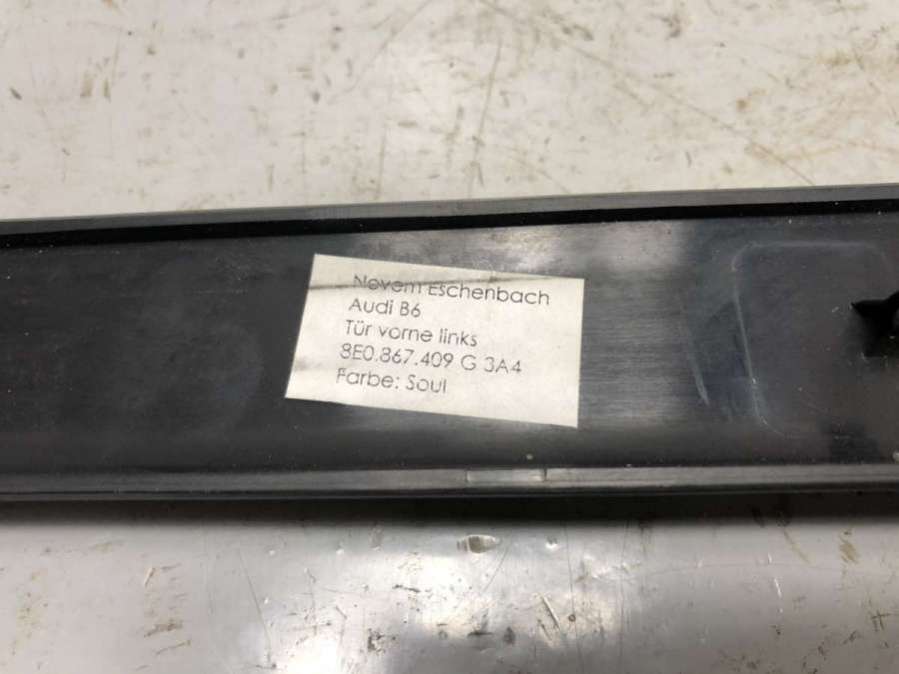 Novem Eschenbach
Audi B6
Tür vorne links
8E0.867.409 G 3A4
Farbe: Soul